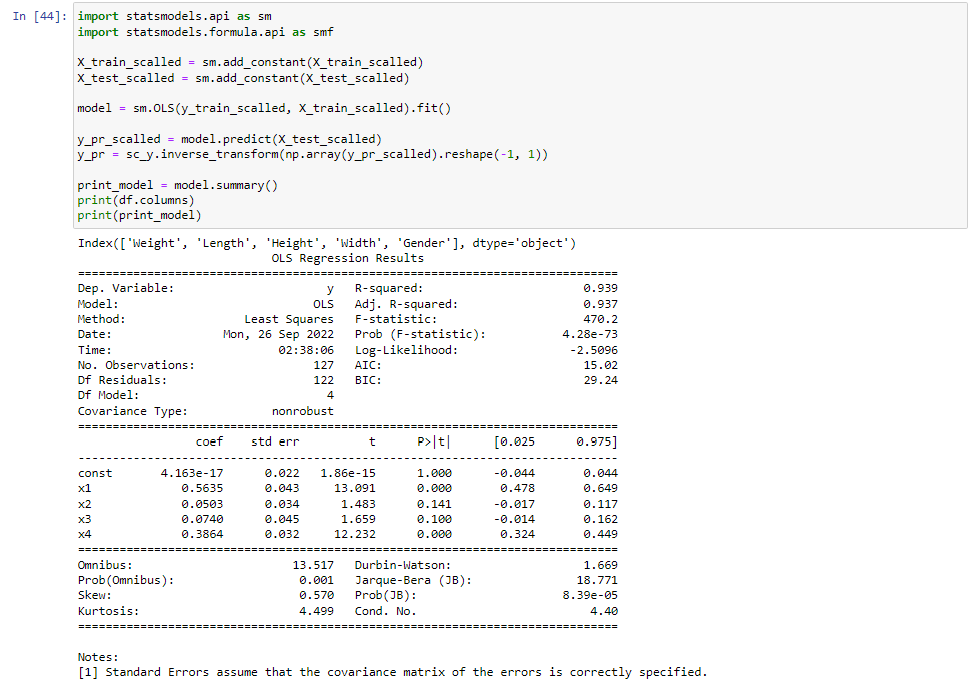 In [44]: import statsmodels.api as sm
import statsmodels.formula.api as smf
X_train_scalled = sm.add_constant(X_train_scalled)
X_test_scalled = sm.add_constant(X_test_scalled)
model = sm.OLS(y_train_scalled, X_train_scalled).fit()
y_pr_scalled = model.predict(X_test_scalled)
y_pr = sc_y.inverse_transform(np.array(y_pr_scalled).reshape(-1, 1))
print_model = model.summary()
print(df.columns)
print(print_model)
Index(['Weight', 'Length', 'Height', 'Width', 'Gender'], dtype='object')
OLS Regression Results
==============================================================================
Dep. Variable: y R-squared: 0.939
Model: OLS Adj. R-squared: 0.937
Method: Least Squares F-statistic: 470.2
Date: Mon, 26 Sep 2022 Prob (F-statistic): 4.28e-73
Time: 02:38:06 Log-Likelihood: -2.5096
No. Observations: 127 AIC: 15.02
Df Residuals: 122 BIC: 29.24
Df Model: 4
Covariance Type: nonrobust
==============================================================================
coef std err t P>|t| [0.025 0.975]
------------------------------------------------------------------------------
const 4.163e-17 0.022 1.86e-15 1.000 -0.044 0.044
x1 0.5635 0.043 13.091 0.000 0.478 0.649
x2 0.0503 0.034 1.483 0.141 -0.017 0.117
x3 0.0740 0.045 1.659 0.100 -0.014 0.162
x4 0.3864 0.032 12.232 0.000 0.324 0.449
==============================================================================
Omnibus: 13.517 Durbin-Watson: 1.669
Prob(Omnibus): 0.001 Jarque-Bera (JB): 18.771
Skew: 0.570 Prob(JB): 8.39e-05
Kurtosis: 4.499 Cond. No. 4.40
==============================================================================
Notes:
[1] Standard Errors assume that the covariance matrix of the errors is correctly specified.